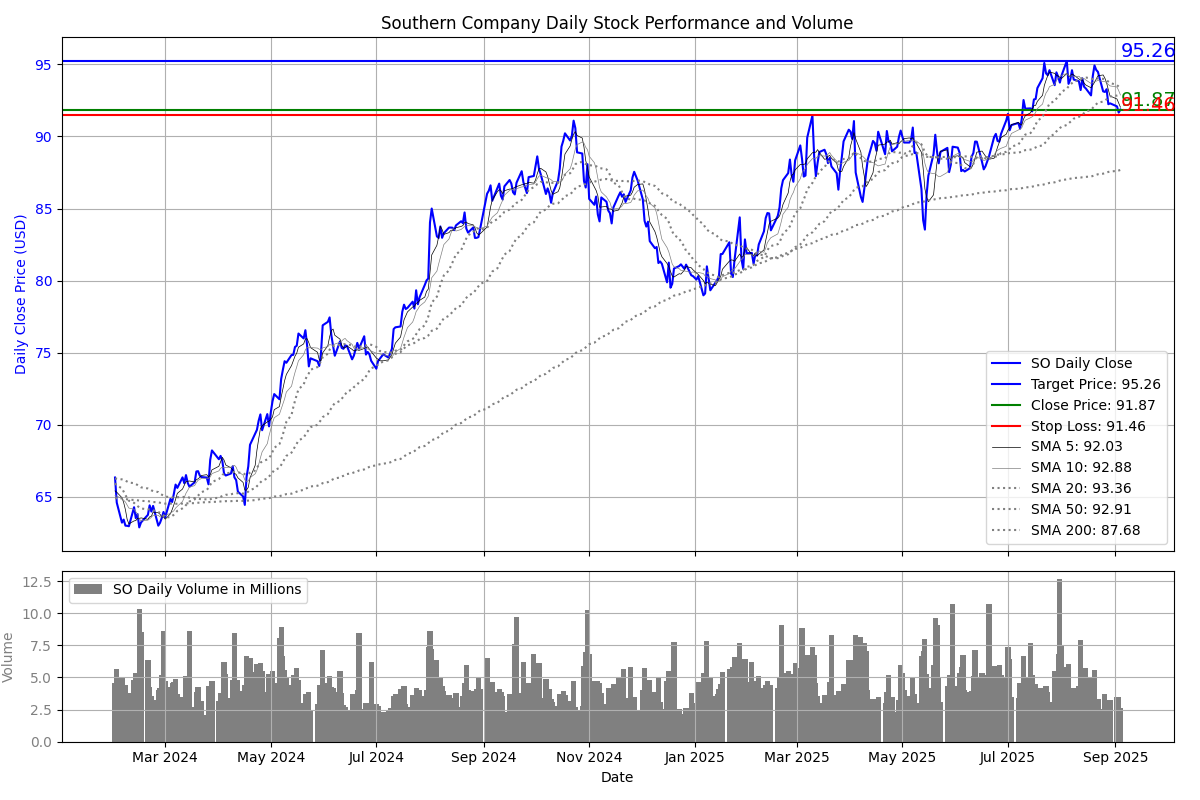 Southern Company Daily Stock Performance and Volume
Daily Close Price (USD)
95
90
85
80
75
70
65
95.26
91.87
91.46
SO Daily Close
Target Price: 95.26
Close Price: 91.87
Stop Loss: 91.46
SMA 5: 92.03
SMA 10: 92.88
SMA 20: 93.36
SMA 50: 92.91
SMA 200: 87.68
Volume
12.5
10.0
7.5
5.0
2.5
0.0
SO Daily Volume in Millions
Mar 2024
May 2024
Jul 2024
Sep 2024
Nov 2024
Jan 2025
Mar 2025
May 2025
Jul 2025
Sep 2025
Date